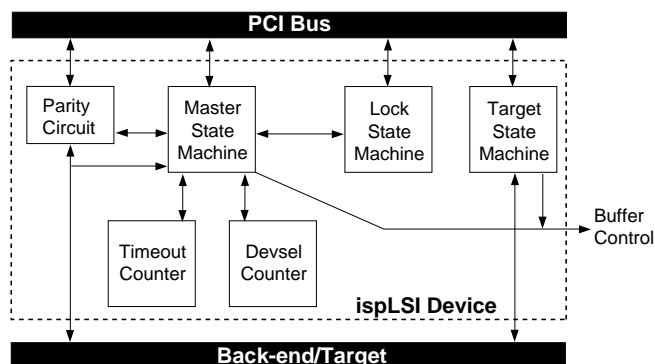 PCI Bus
Parity
Circuit
Master
State
Machine
Lock
State
Machine
Target
State
Machine
Timeout
Counter
Devsel
Counter
Buffer
Control
ispLSI Device
Back-end/Target